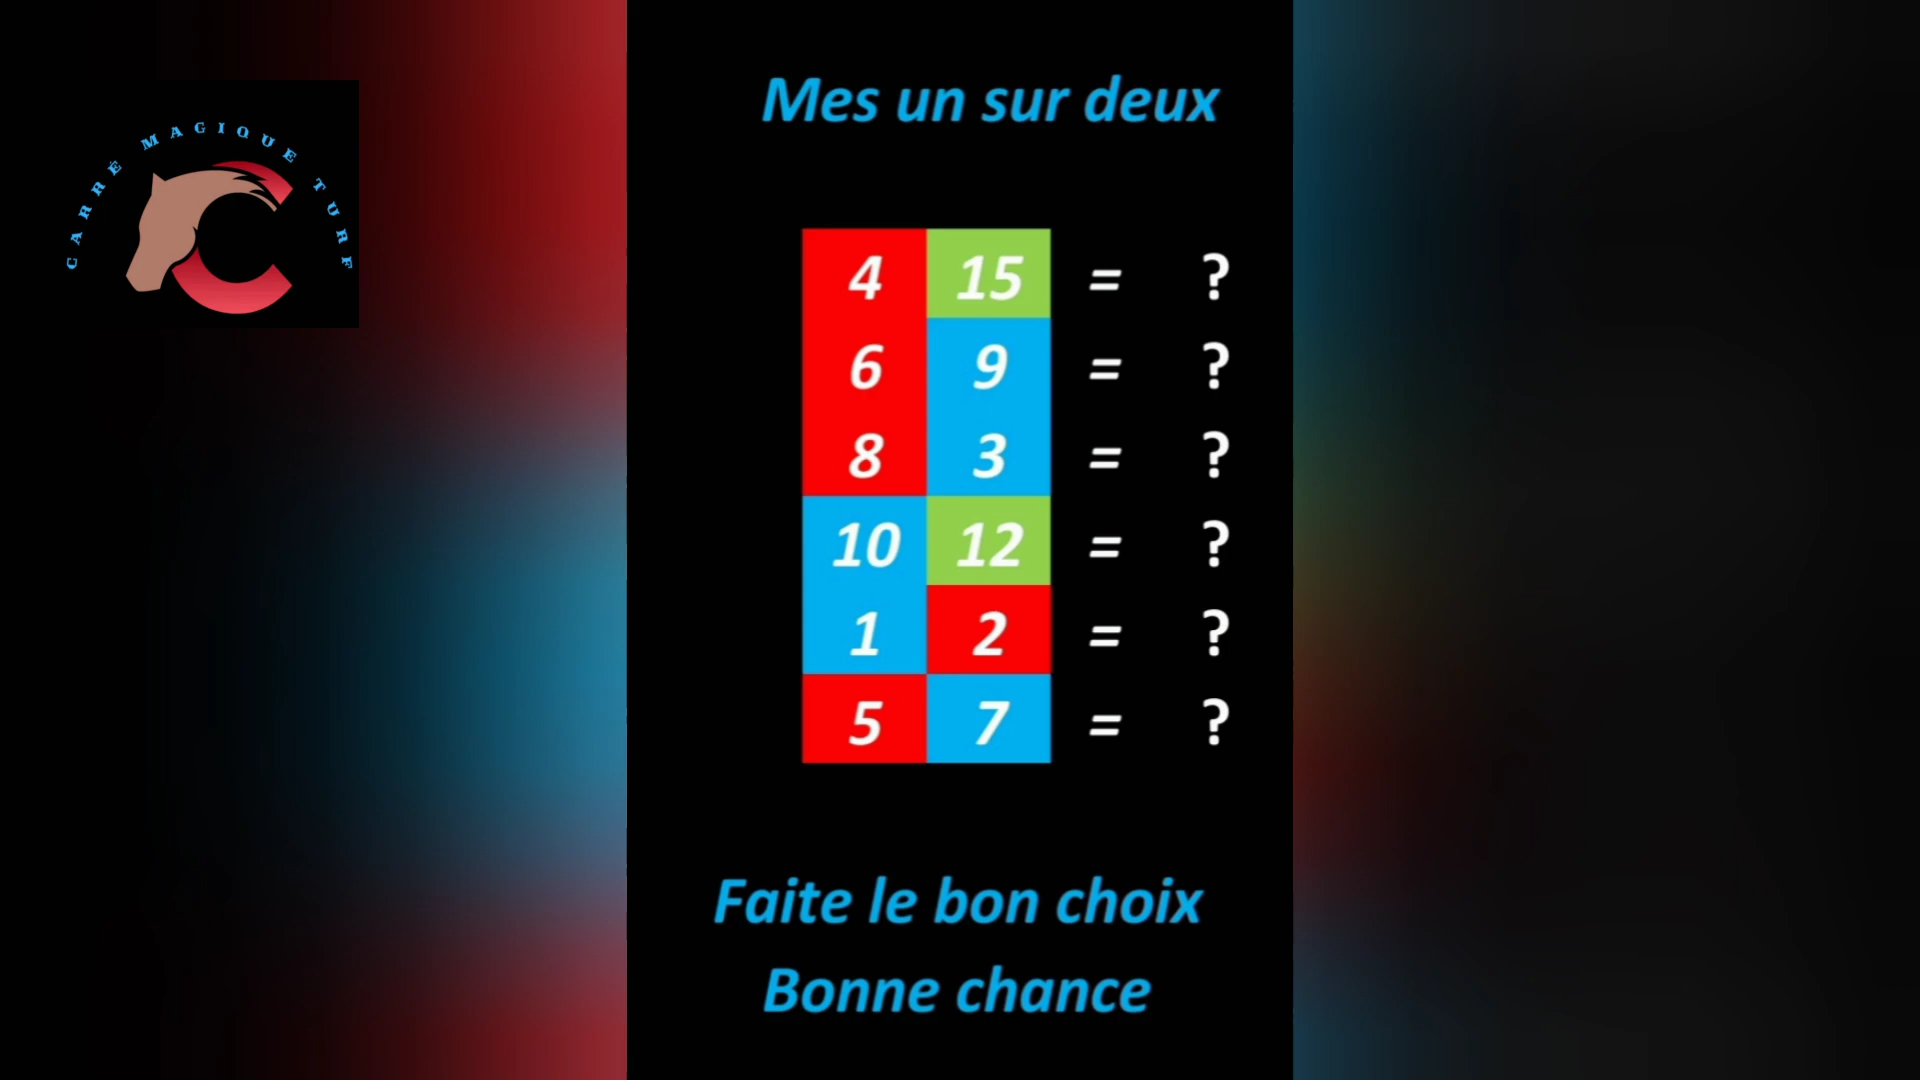 CARRÉ MAGIQUE TURF
Mes un sur deux
4 15 = ?
6 9 = ?
8 3 = ?
10 12 = ?
1 2 = ?
5 7 = ?
Faite le bon choix
Bonne chance